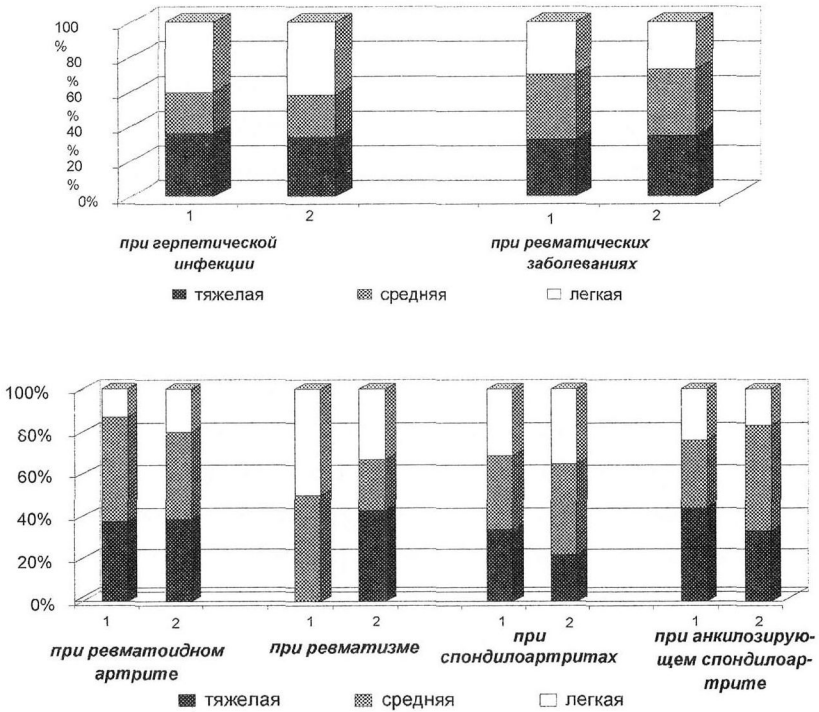 100
%
80
%
60
%
40
%
20
%
0%
1 2 1 2
при герпетической
инфекции
при ревматических
заболеваниях
тяжелая средняя легкая
100%
80%
60%
40%
20%
0%
1 2 1 2 1 2 1 2
при ревматоидном
артрите
при ревматизме
при
спондилоартритах
при анкилозирую-
щем спондилоар-
трите
тяжелая средняя легкая